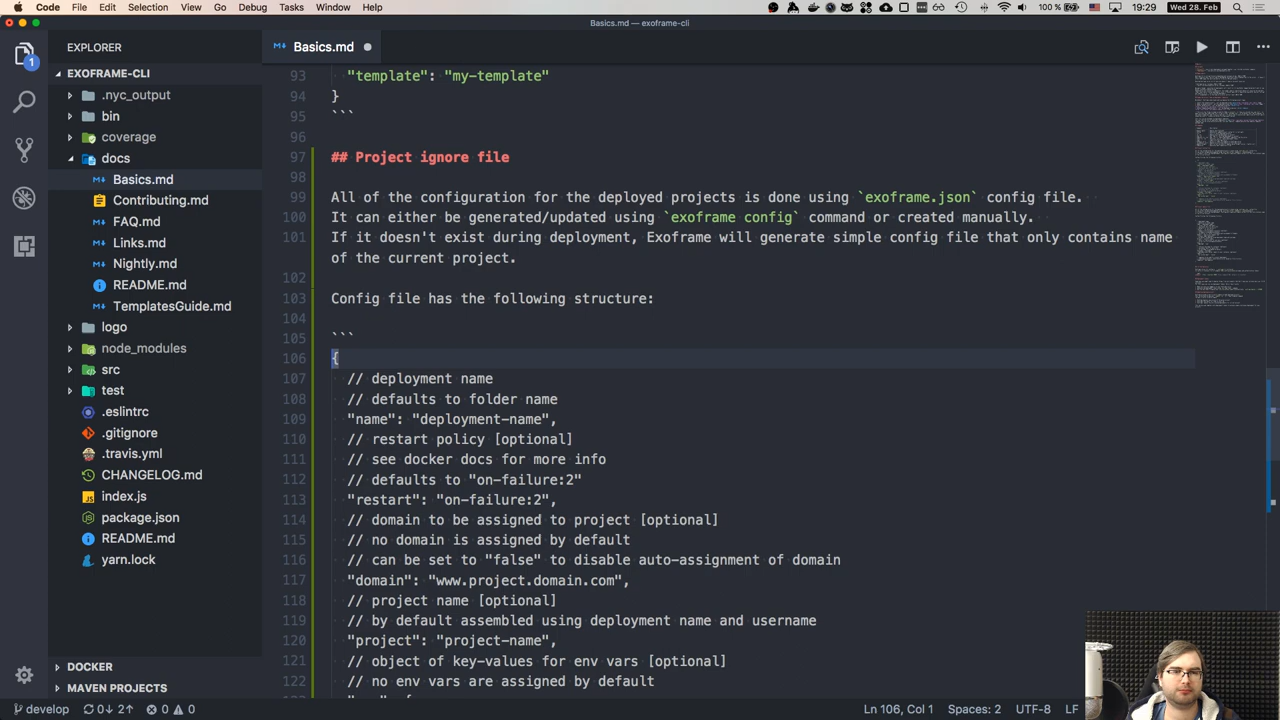 Code File Edit Selection View Go Debug Tasks Window Help
100 % 19:29 Wed 28. Feb
Basics.md — exoframe-cli
1
EXPLORER
EXOFRAME-CLI
.nyc_output
bin
coverage
docs
Basics.md
Contributing.md
FAQ.md
Links.md
Nightly.md
README.md
TemplatesGuide.md
logo
node_modules
src
test
.eslintrc
.gitignore
.travis.yml
CHANGELOG.md
index.js
package.json
README.md
yarn.lock
DOCKER
MAVEN PROJECTS
Basics.md
93 "template": "my-template"
94 }
95 ```
96
97 ## Project ignore file
98
99 All of the configuration for the deployed projects is done using `exoframe.json` config file.
100 It can either be generated/updated using `exoframe config` command or created manually.
101 If it doesn't exist during deployment, Exoframe will generate simple config file that only contains name
of the current project.
102
103 Config file has the following structure:
104
105 ```
106 {
107 // deployment name
108 // defaults to folder name
109 "name": "deployment-name",
110 // restart policy [optional]
111 // see docker docs for more info
112 // defaults to "on-failure:2"
113 "restart": "on-failure:2",
114 // domain to be assigned to project [optional]
115 // no domain is assigned by default
116 // can be set to "false" to disable auto-assignment of domain
117 "domain": "www.project.domain.com",
118 // project name [optional]
119 // by default assembled using deployment name and username
120 "project": "project-name",
121 // object of key-values for env vars [optional]
122 // no env vars are assigned by default
develop 0↓ 2↑ 0 0
Ln 106, Col 1 Spaces: 2 UTF-8 LF